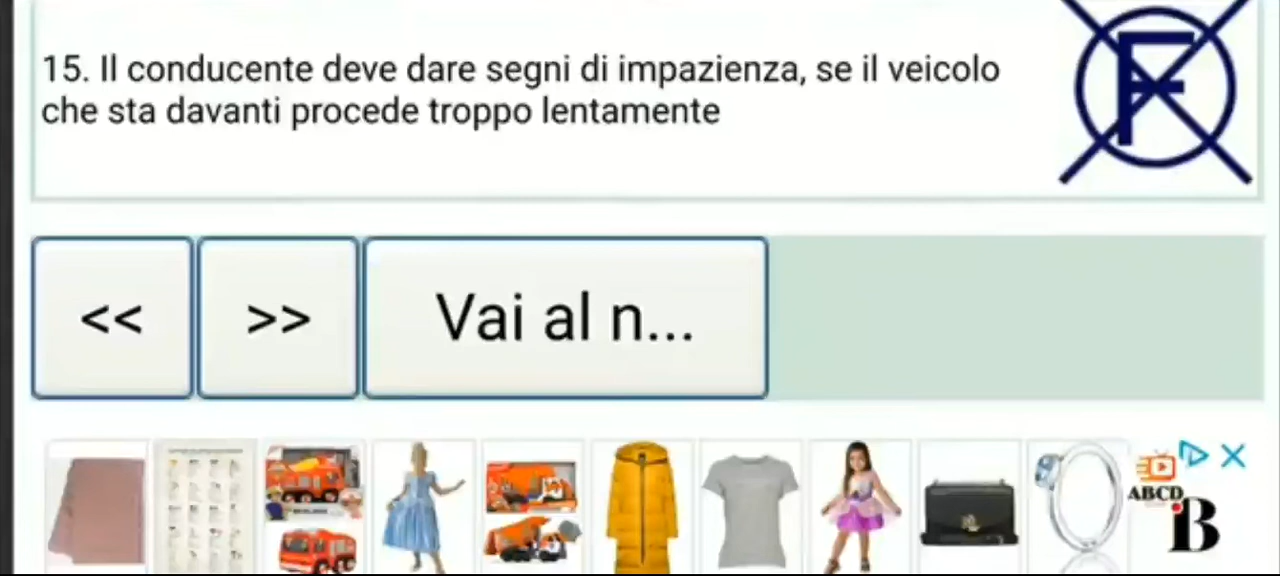 15. Il conducente deve dare segni di impazienza, se il veicolo
che sta davanti procede troppo lentamente
F
<<
>>
Vai al n...
ABCD
B